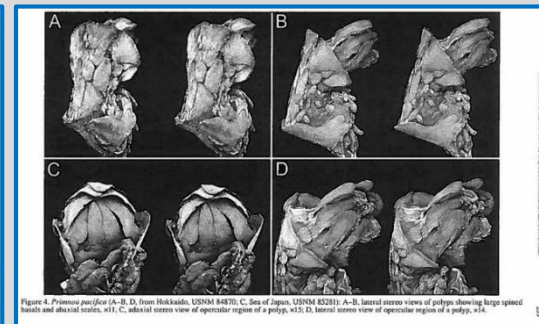 A
B
C
D
Figure 4. Primnoa pacifica (A–B, D, from Hokkaido, USNM 84870; C, Sea of Japan, USNM 85281): A–B, lateral stereo views of polyps showing large spined
basals and abaxial scales, ×11; C, adaxial stereo view of opercular region of a polyp, ×15; D, lateral stereo view of opercular region of a polyp, ×14.